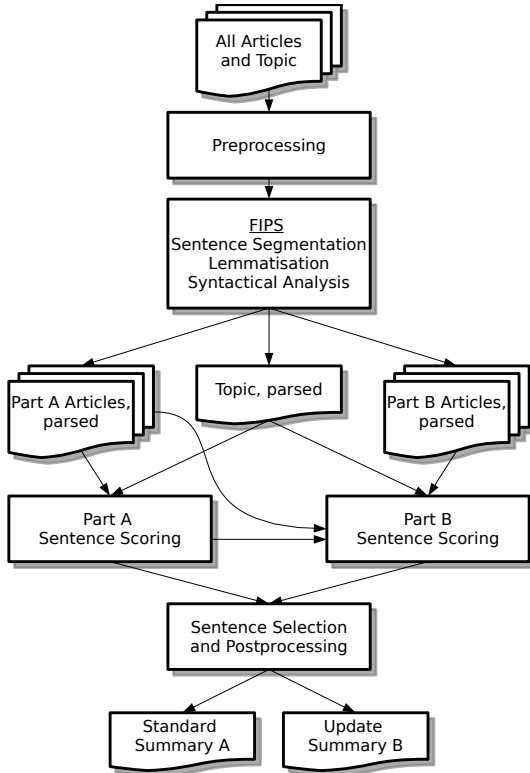 All Articles
and Topic
Preprocessing
FIPS
Sentence Segmentation
Lemmatisation
Syntactical Analysis
Part A Articles,
parsed
Topic, parsed
Part B Articles,
parsed
Part A
Sentence Scoring
Part B
Sentence Scoring
Sentence Selection
and Postprocessing
Standard
Summary A
Update
Summary B